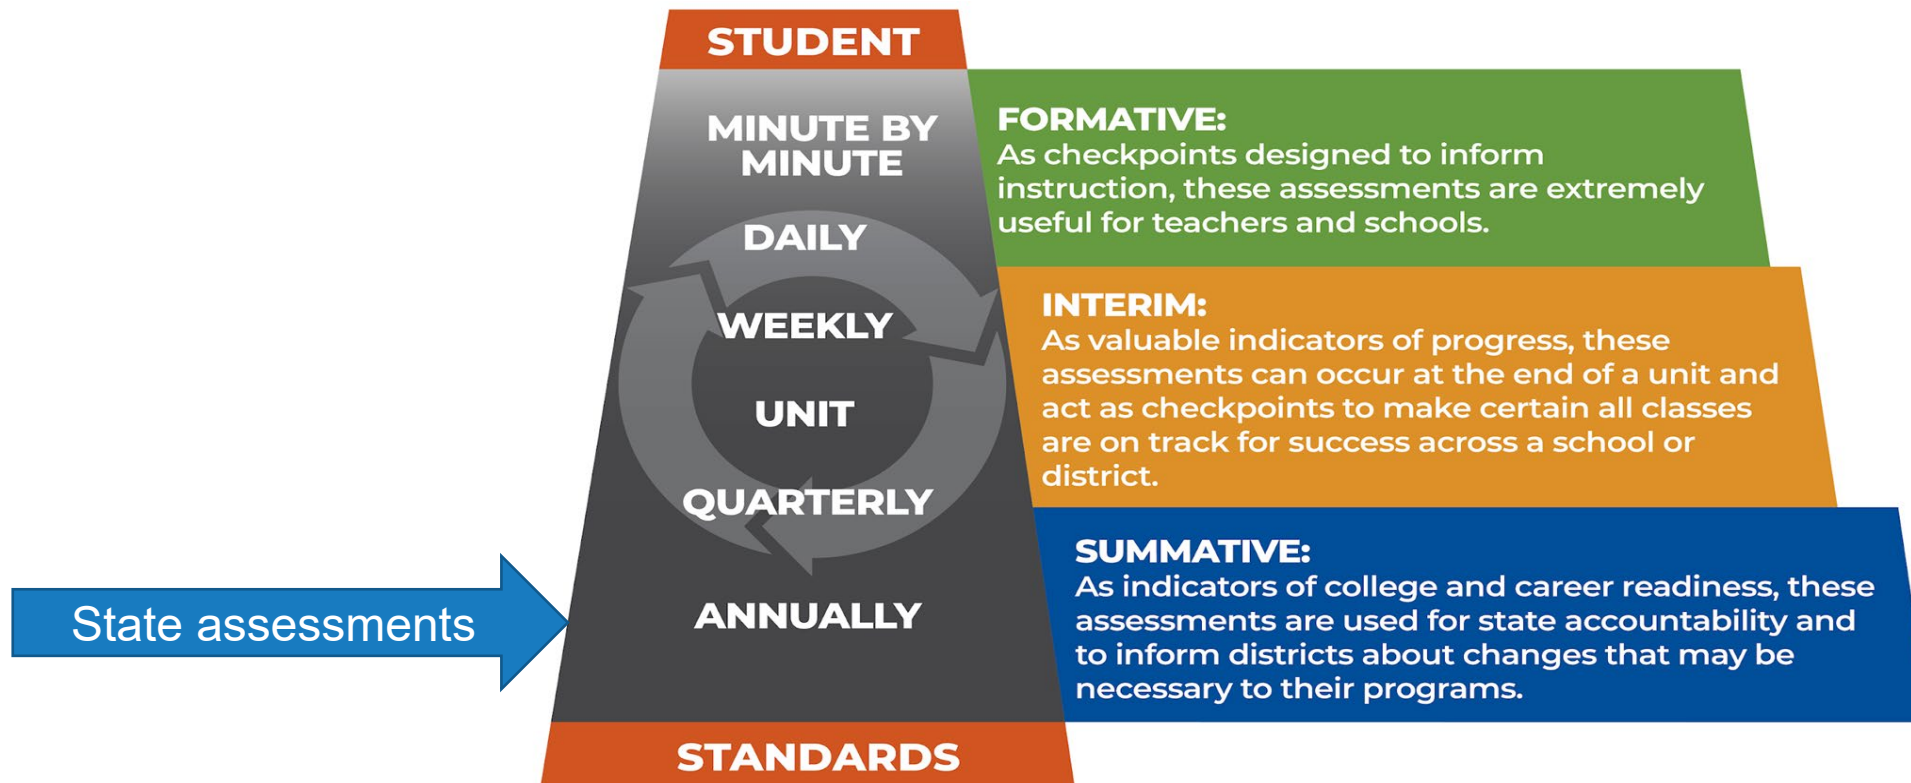 STUDENT
MINUTE BY
MINUTE
DAILY
WEEKLY
UNIT
QUARTERLY
ANNUALLY
STANDARDS
FORMATIVE:
As checkpoints designed to inform
instruction, these assessments are extremely
useful for teachers and schools.
INTERIM:
As valuable indicators of progress, these
assessments can occur at the end of a unit and
act as checkpoints to make certain all classes
are on track for success across a school or
district.
SUMMATIVE:
As indicators of college and career readiness, these
assessments are used for state accountability and
to inform districts about changes that may be
necessary to their programs.
State assessments